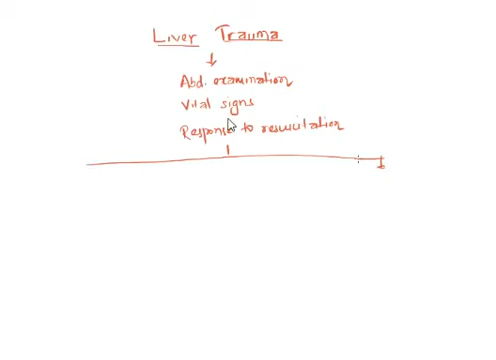 Liver Trauma
Abd. examination
Vital signs
Response to resuscitation